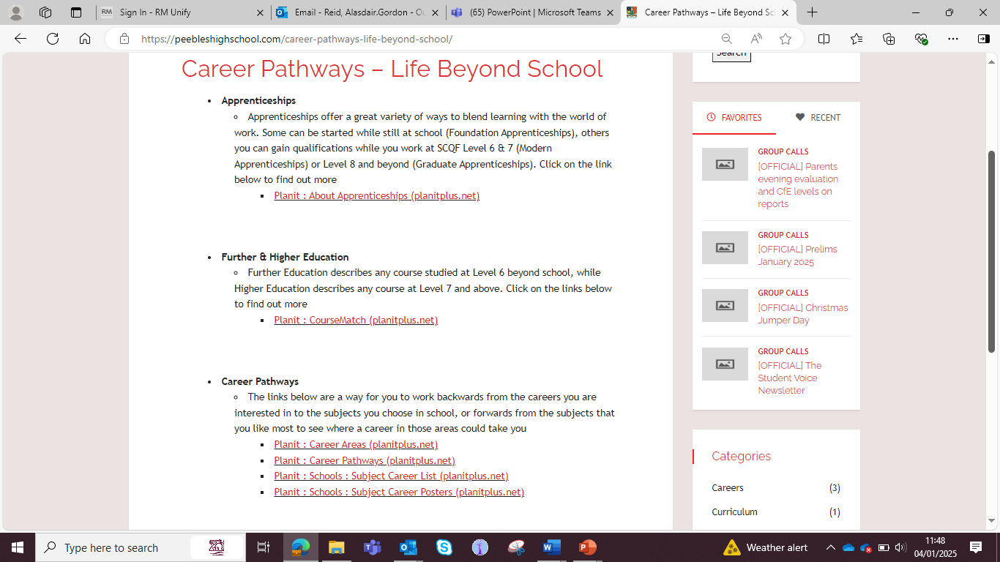 RM
Sign In - RM Unify
Email - Reid, Alasdair.Gordon - Ou
(65) PowerPoint | Microsoft Teams
Career Pathways – Life Beyond Sc
https://peebleshighschool.com/career-pathways-life-beyond-school/
Career Pathways – Life Beyond School
Apprenticeships
Apprenticeships offer a great variety of ways to blend learning with the world of
work. Some can be started while still at school (Foundation Apprenticeships), others
you can gain qualifications while you work at SCQF Level 6 & 7 (Modern
Apprenticeships) or Level 8 and beyond (Graduate Apprenticeships). Click on the link
below to find out more
Planit : About Apprenticeships (planitplus.net)
Further & Higher Education
Further Education describes any course studied at Level 6 beyond school, while
Higher Education describes any course at Level 7 and above. Click on the links below
to find out more
Planit : CourseMatch (planitplus.net)
Career Pathways
The links below are a way for you to work backwards from the careers you are
interested in to the subjects you choose in school, or forwards from the subjects that
you like most to see where a career in those areas could take you
Planit : Career Areas (planitplus.net)
Planit : Career Pathways (planitplus.net)
Planit : Schools : Subject Career List (planitplus.net)
Planit : Schools : Subject Career Posters (planitplus.net)
Search
FAVORITES
RECENT
GROUP CALLS
[OFFICIAL] Parents
evening evaluation
and CfE levels on
reports
GROUP CALLS
[OFFICIAL] Prelims
January 2025
GROUP CALLS
[OFFICIAL] Christmas
Jumper Day
GROUP CALLS
[OFFICIAL] The
Student Voice
Newsletter
Categories
Careers (3)
Curriculum (1)
Type here to search
Weather alert
11:48
04/01/2025